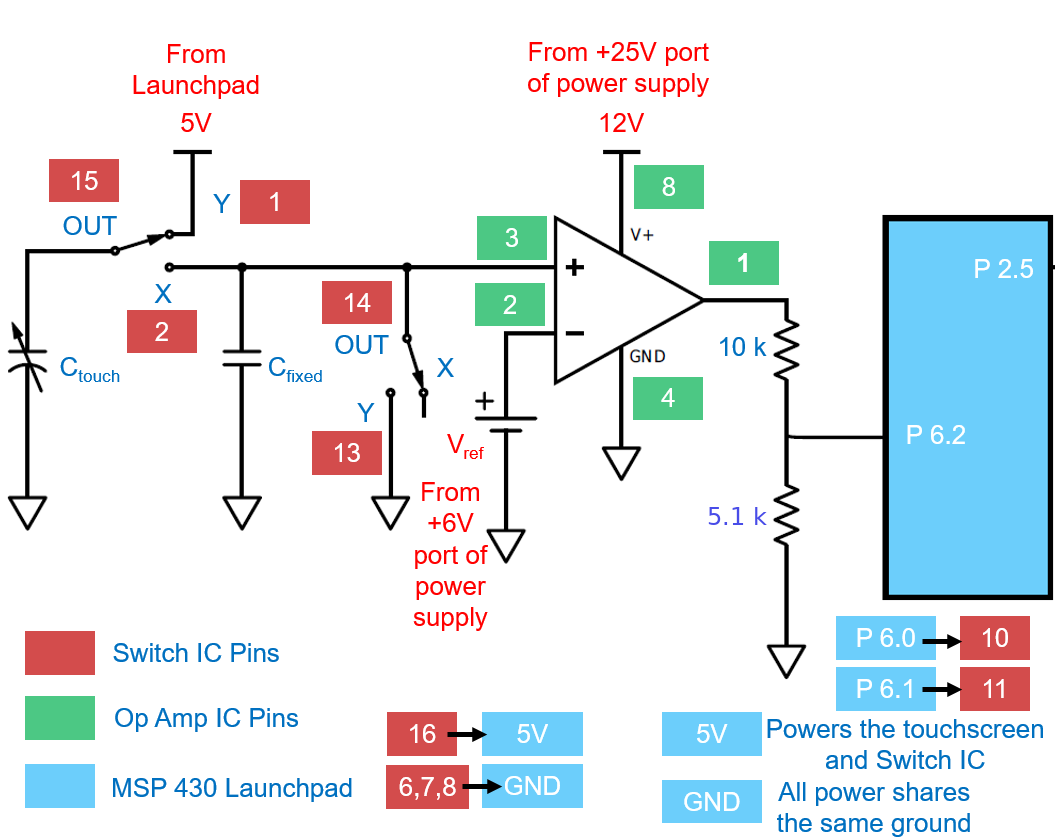 From
Launchpad
5V
From +25V port
of power supply
12V
15
OUT
Y
1
8
V+
3
1
P 2.5
X
2
14
2
OUT
X
GND
10 k
C touch
C fixed
4
Y
+
13
V ref
P 6.2
From
+6V
port of
power
supply
5.1 k
P 6.0
10
P 6.1
11
Switch IC Pins
Op Amp IC Pins
MSP 430 Launchpad
16
5V
6,7,8
GND
5V
Powers the touchscreen
and Switch IC
GND
All power shares
the same ground